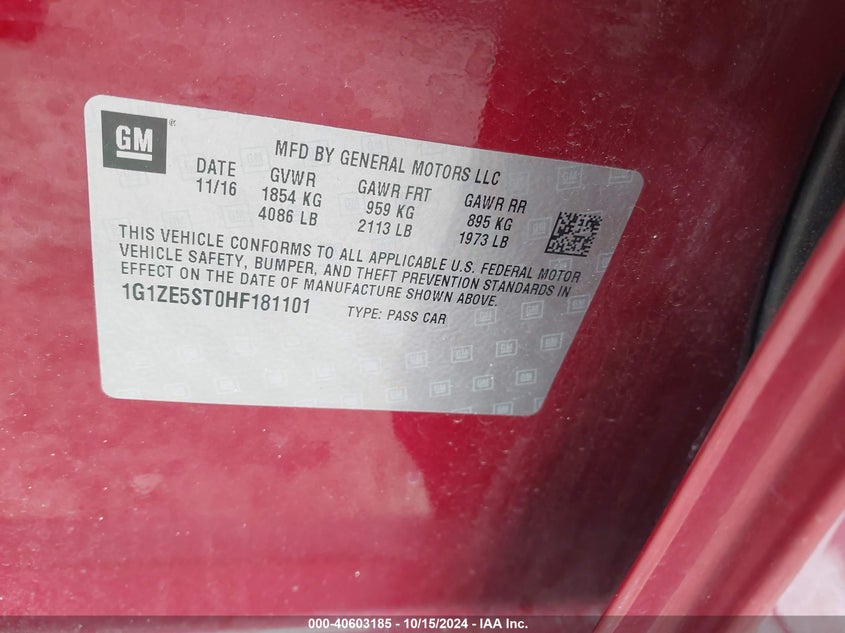 GM
MFD BY GENERAL MOTORS LLC
DATE GVWR GAWR FRT GAWR RR
11/16 1854 KG 959 KG 895 KG
4086 LB 2113 LB 1973 LB
THIS VEHICLE CONFORMS TO ALL APPLICABLE U.S. FEDERAL MOTOR
VEHICLE SAFETY, BUMPER, AND THEFT PREVENTION STANDARDS IN
EFFECT ON THE DATE OF MANUFACTURE SHOWN ABOVE.
1G1ZE5ST0HF181101 TYPE: PASS CAR
000-40603185 - 10/15/2024 - IAA Inc.